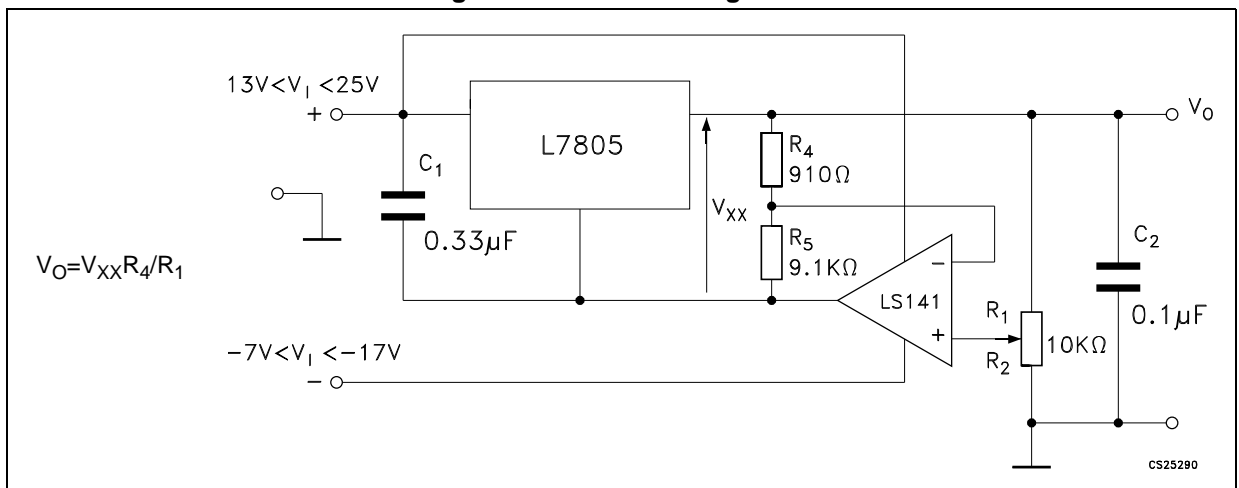 13V<V_I <25V
+
L7805
V_O
C_1
0.33µF
V_XX
R_4
910Ω
R_5
9.1KΩ
V_O=V_XXR_4/R_1
−
LS141
+
R_1
R_2
10KΩ
C_2
0.1µF
-7V<V_I <-17V
−
CS25290